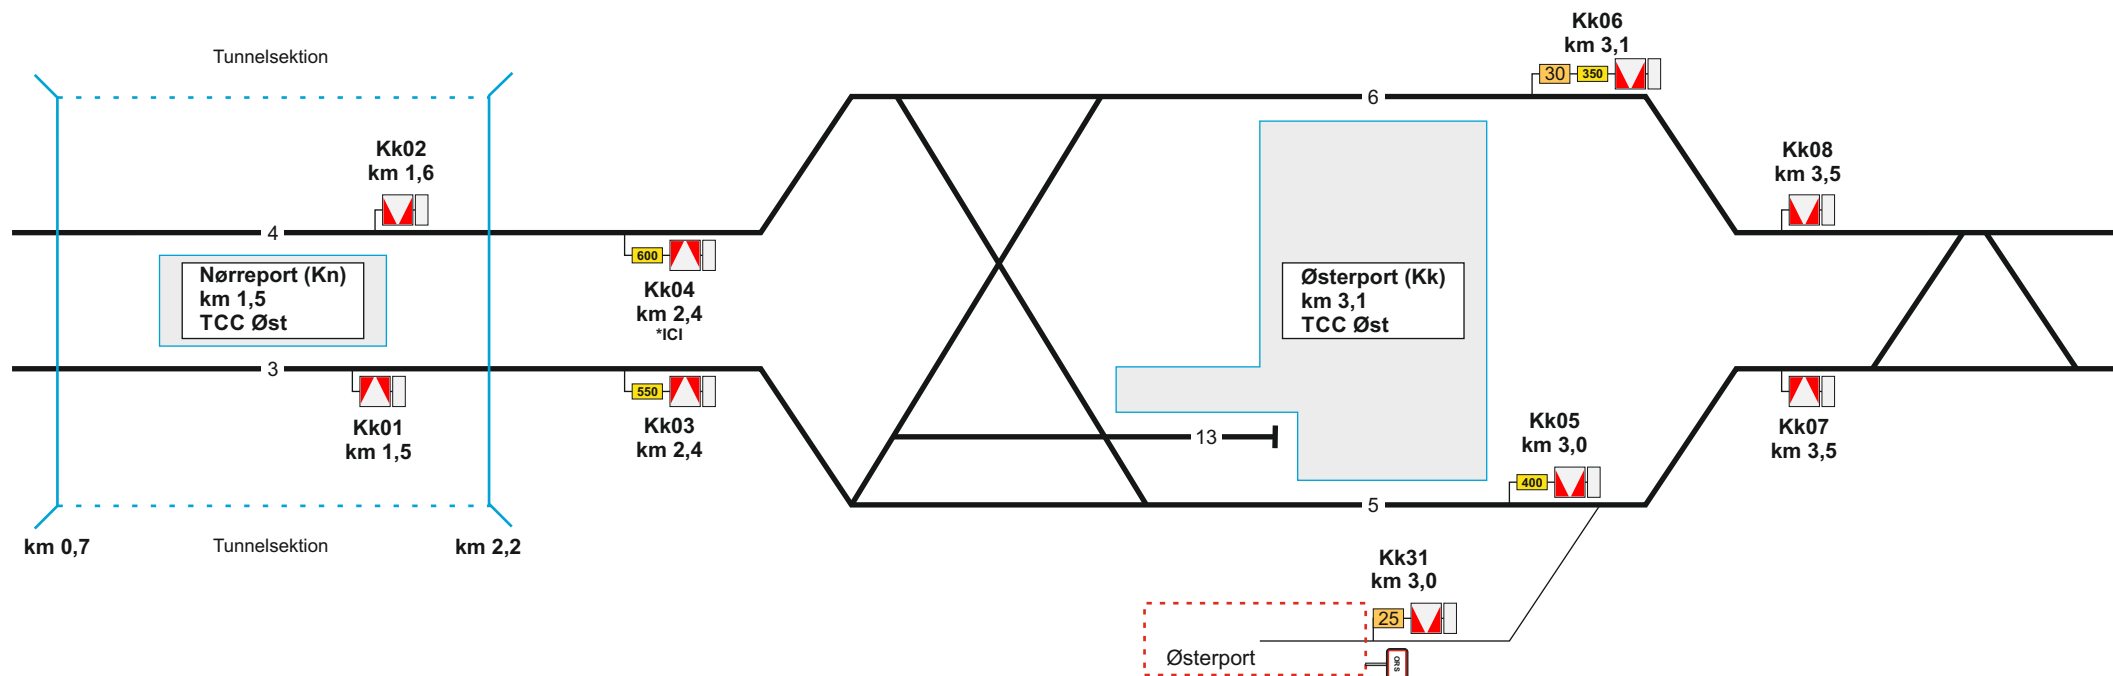 Kk06
km 3,1
30
350
6
Tunnelsektion
Kk02
km 1,6
Kk08
km 3,5
4
600
Nørreport (Kn)
km 1,5
TCC Øst
Kk04
km 2,4
*ICI
Østerport (Kk)
km 3,1
TCC Øst
3
550
Kk01
km 1,5
Kk03
km 2,4
13
Kk05
km 3,0
400
Kk07
km 3,5
5
km 0,7
Tunnelsektion
km 2,2
Kk31
km 3,0
25
Østerport
ORS